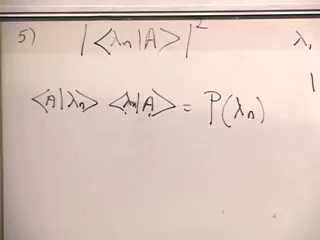 5) |<λn|A>|² λ,
<A|λn> <λn|A> = P(λn) |